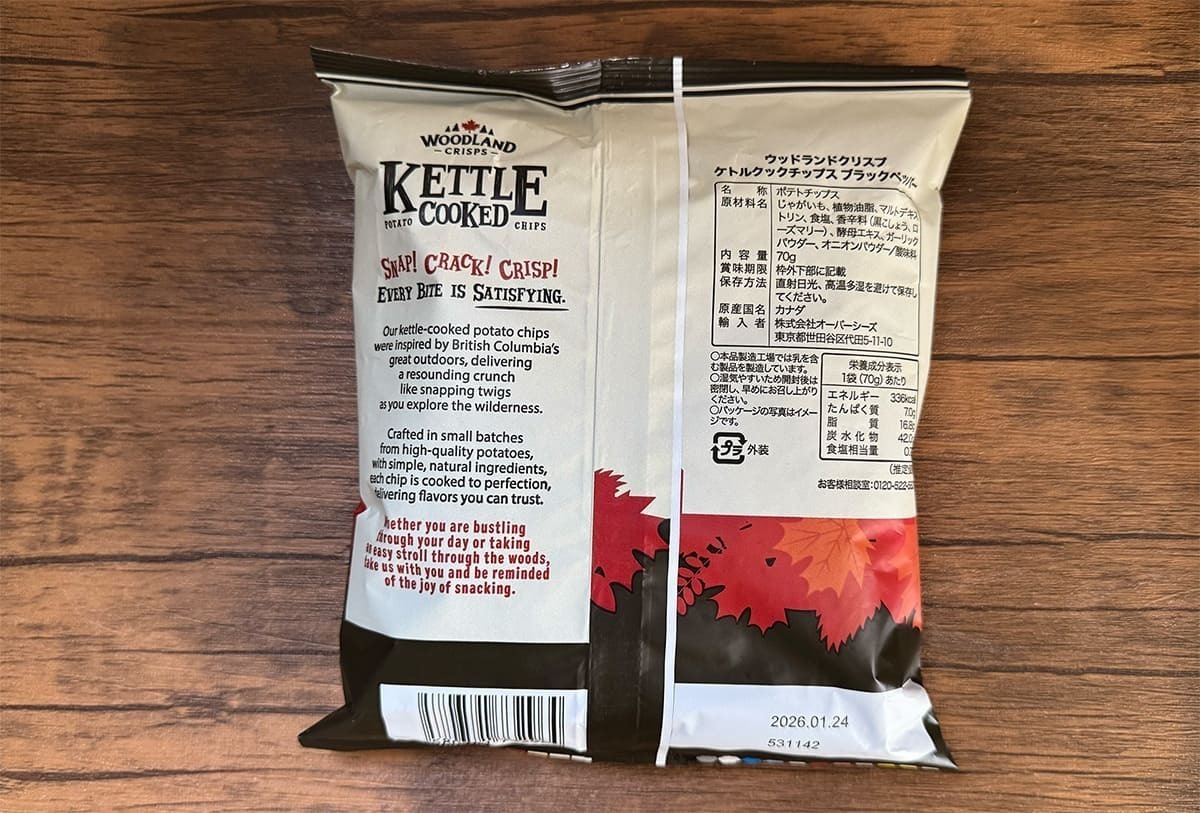 WOODLAND
CRISPS
KETTLE
POTATO COOKED CHIPS
SNAP! CRACK! CRISP!
EVERY BITE IS SATISFYING.
Our kettle-cooked potato chips
were inspired by British Columbia's
great outdoors, delivering
a resounding crunch
like snapping twigs
as you explore the wilderness.
Crafted in small batches
from high-quality potatoes,
with simple, natural ingredients,
each chip is cooked to perfection,
delivering flavors you can trust.
you are bustling
through your day or taking
an easy stroll through the woods,
take us with you and be reminded
of the joy of snacking.
ウッドランドクリスプ
ケトルクックチップス ブラックペッパー
名 称 ポテトチップス
原材料名 じゃがいも、植物油脂、マルトデキス
トリン、食塩、香辛料(黒こしょう、ロ
ーズマリー)、酵母エキス、ガーリック
パウダー、オニオンパウダー/酸味料
内容量 70g
賞味期限 枠外下部に記載
保存方法 直射日光、高温多湿を避けて保存し
てください。
原産国名 カナダ
輸入者 株式会社オーバーシーズ
東京都世田谷区代田5-11-10
○本品製造工場では乳を含
む製品を製造しています。
○湿気やすいため開封後は
密閉し、早めにお召し上がり
ください。
○パッケージの写真はイメー
ジです。
プラ 外装
栄養成分表示
1袋(70g)あたり
エネルギー 336kcal
たんぱく質 7.0g
脂質 16.8g
炭水化物 42.0g
食塩相当量
お客様相談室:0120-522-
2026.01.24
531142